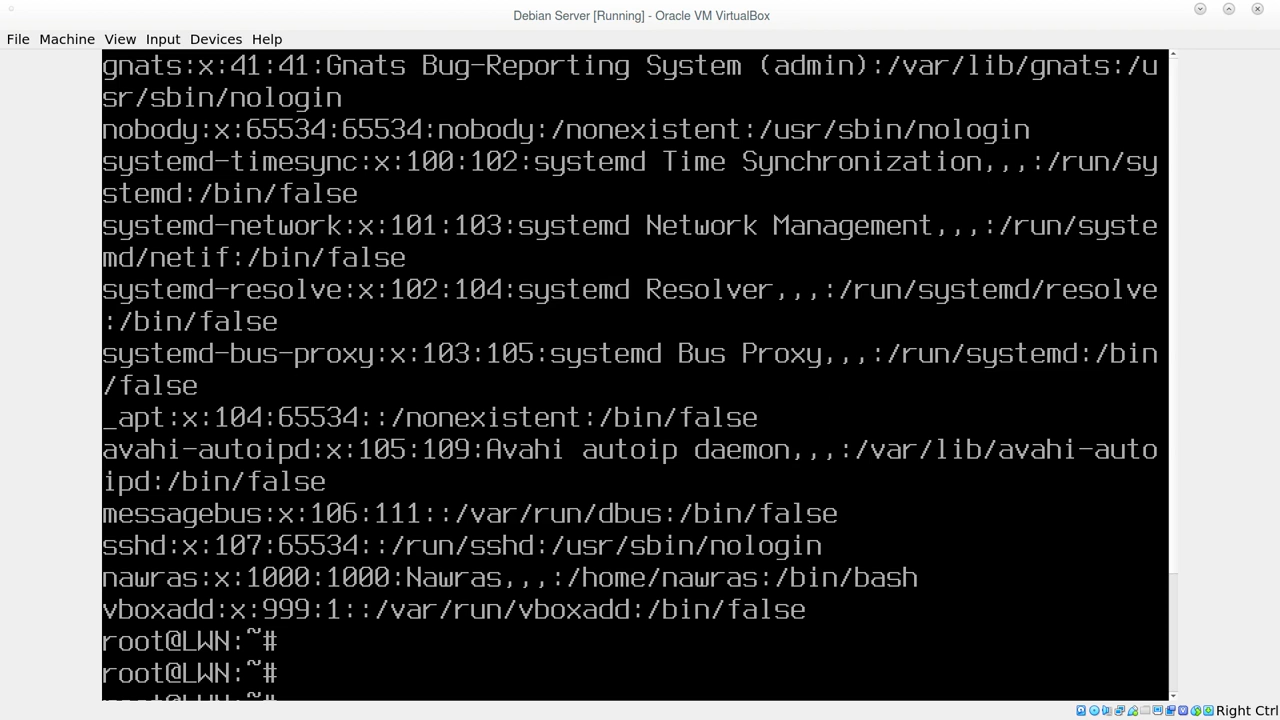 Debian Server [Running] - Oracle VM VirtualBox
File Machine View Input Devices Help
gnats:x:41:41:Gnats Bug-Reporting System (admin):/var/lib/gnats:/u
sr/sbin/nologin
nobody:x:65534:65534:nobody:/nonexistent:/usr/sbin/nologin
systemd-timesync:x:100:102:systemd Time Synchronization,,,:/run/sy
stemd:/bin/false
systemd-network:x:101:103:systemd Network Management,,,:/run/syste
md/netif:/bin/false
systemd-resolve:x:102:104:systemd Resolver,,,:/run/systemd/resolve
:/bin/false
systemd-bus-proxy:x:103:105:systemd Bus Proxy,,,:/run/systemd:/bin
/false
_apt:x:104:65534::/nonexistent:/bin/false
avahi-autoipd:x:105:109:Avahi autoip daemon,,,:/var/lib/avahi-auto
ipd:/bin/false
messagebus:x:106:111::/var/run/dbus:/bin/false
sshd:x:107:65534::/run/sshd:/usr/sbin/nologin
nawras:x:1000:1000:Nawras,,,:/home/nawras:/bin/bash
vboxadd:x:999:1::/var/run/vboxadd:/bin/false
root@LWN:~#
root@LWN:~#
Right Ctrl